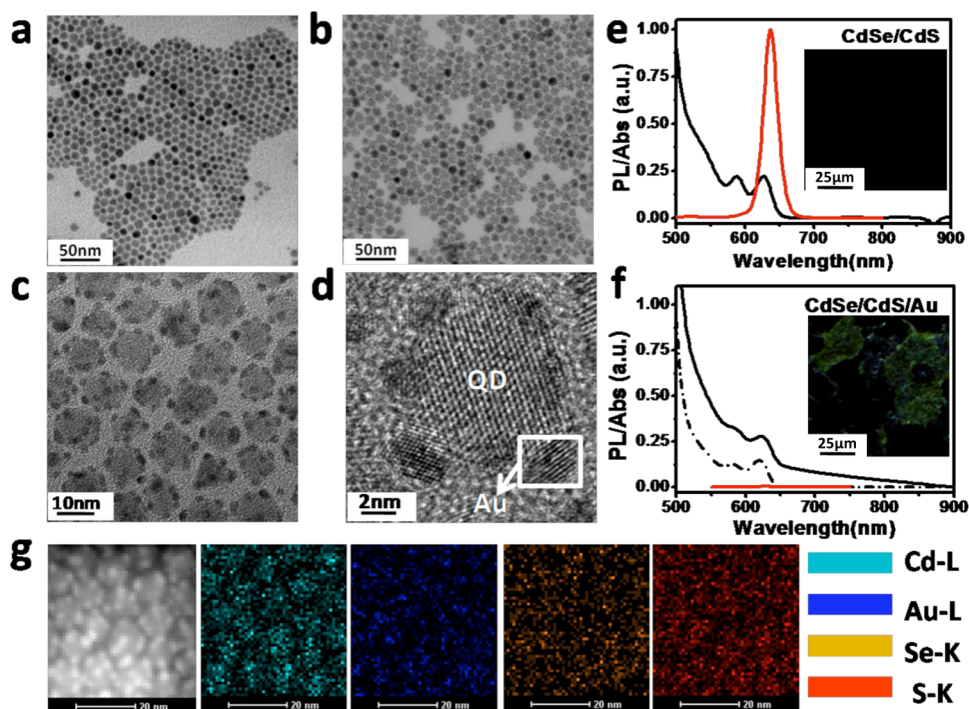 a
50nm
b
50nm
c
10nm
d
QD
Au
2nm
e
CdSe/CdS
PL/Abs (a.u.)
1.00
0.75
0.50
0.25
0.00
25µm
500 600 700 800 900
Wavelength(nm)
f
CdSe/CdS/Au
PL/Abs (a.u.)
1.00
0.75
0.50
0.25
0.00
25µm
500 600 700 800 900
Wavelength(nm)
g
20 nm
20 nm
20 nm
20 nm
20 nm
Cd-L
Au-L
Se-K
S-K